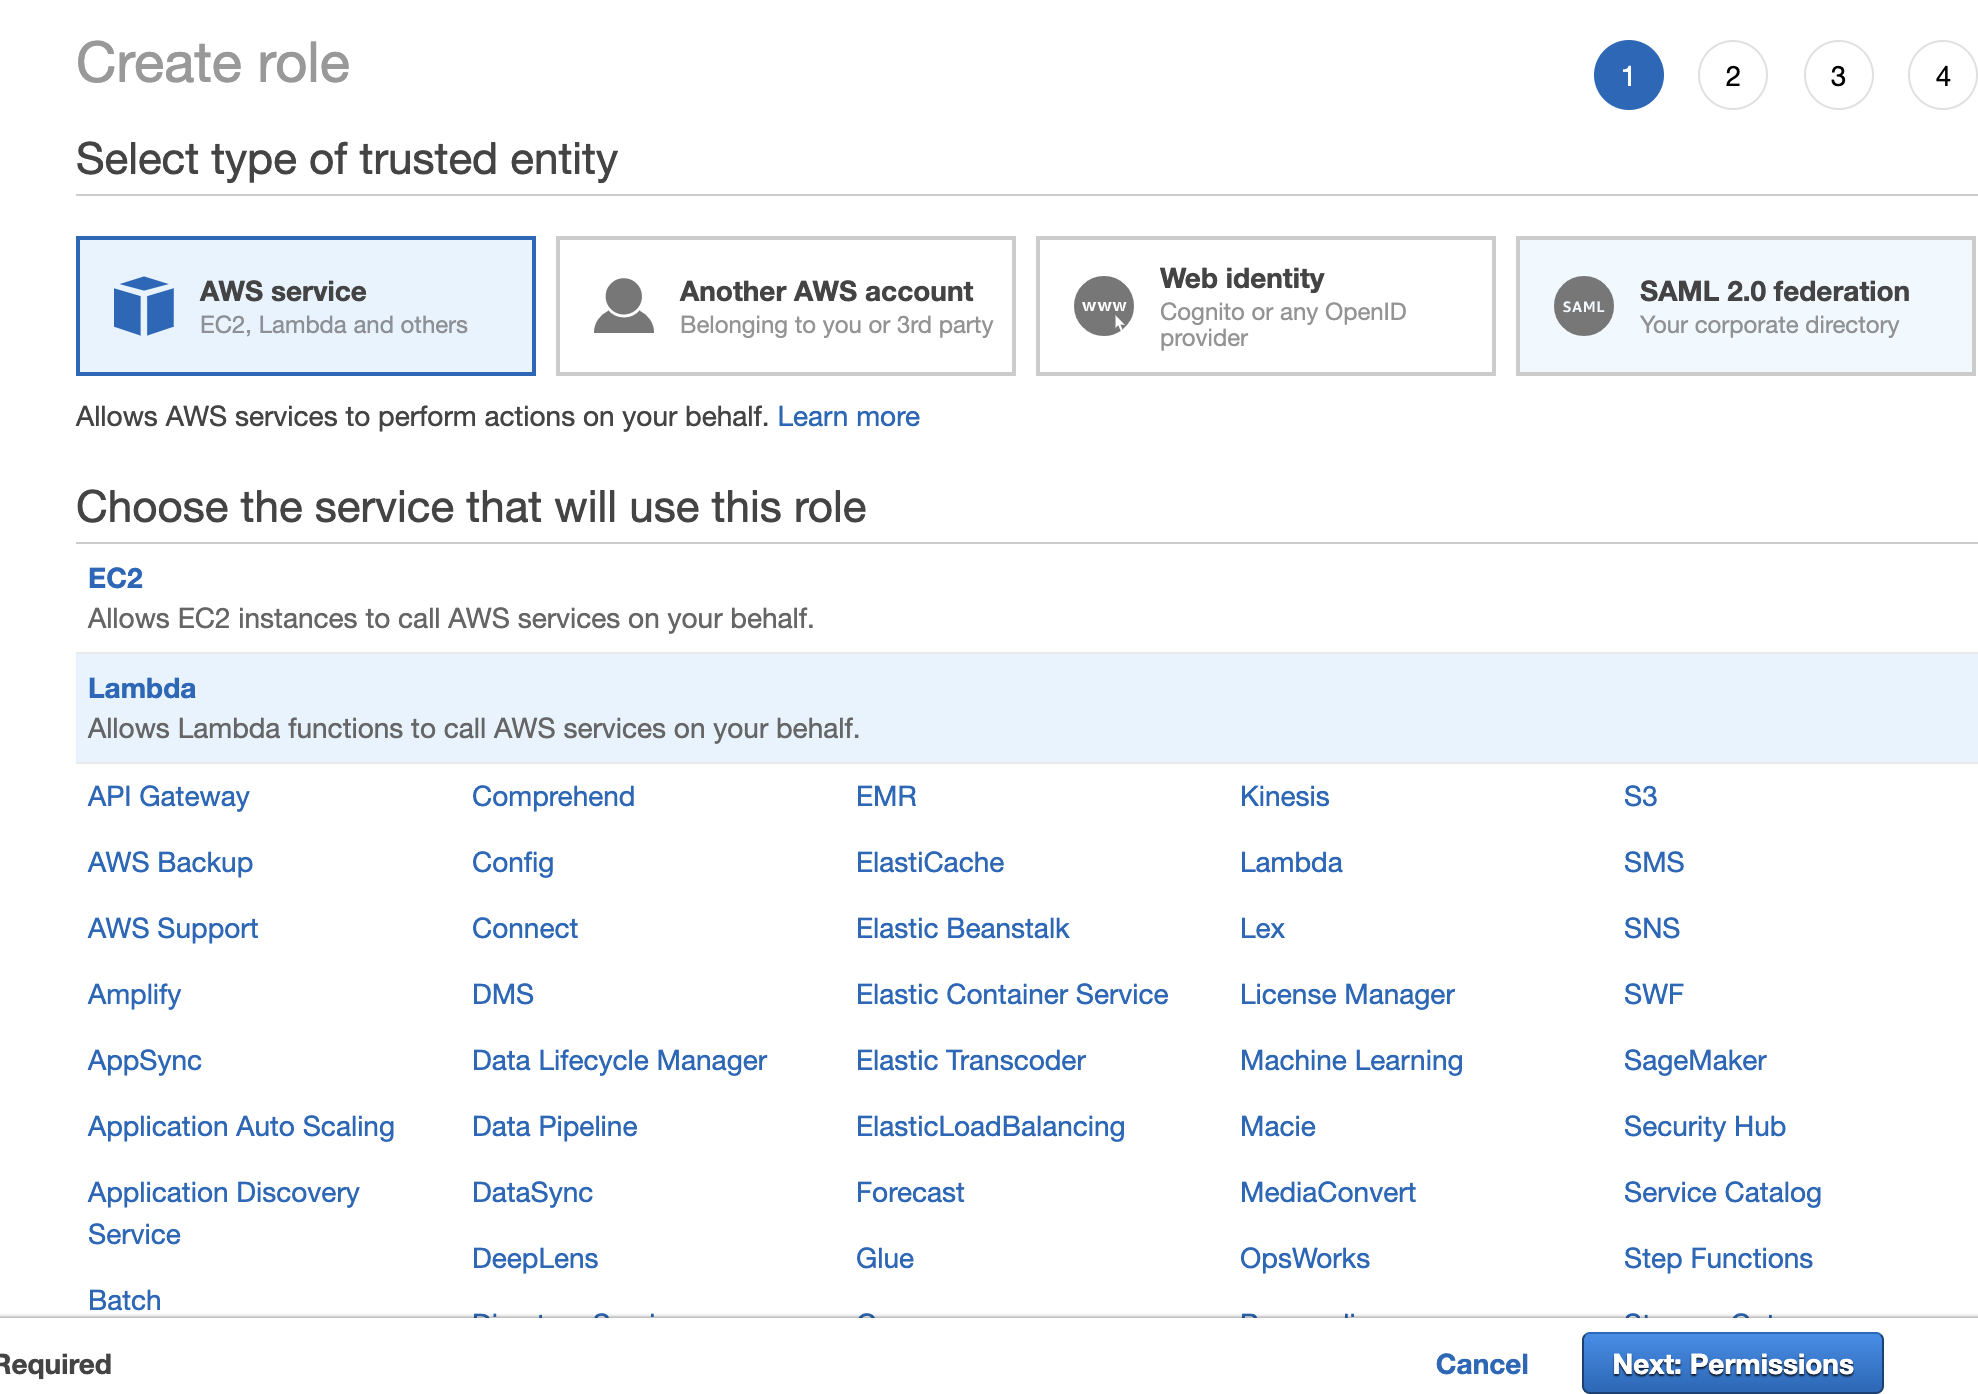 Create role
1 2 3 4
Select type of trusted entity
AWS service
EC2, Lambda and others
Another AWS account
Belonging to you or 3rd party
www
Web identity
Cognito or any OpenID
provider
SAML
SAML 2.0 federation
Your corporate directory
Allows AWS services to perform actions on your behalf. Learn more
Choose the service that will use this role
EC2
Allows EC2 instances to call AWS services on your behalf.
Lambda
Allows Lambda functions to call AWS services on your behalf.
API Gateway
AWS Backup
AWS Support
Amplify
AppSync
Application Auto Scaling
Application Discovery
Service
Batch
Comprehend
Config
Connect
DMS
Data Lifecycle Manager
Data Pipeline
DataSync
DeepLens
EMR
ElastiCache
Elastic Beanstalk
Elastic Container Service
Elastic Transcoder
ElasticLoadBalancing
Forecast
Glue
Kinesis
Lambda
Lex
License Manager
Machine Learning
Macie
MediaConvert
OpsWorks
S3
SMS
SNS
SWF
SageMaker
Security Hub
Service Catalog
Step Functions
Required
Cancel
Next: Permissions